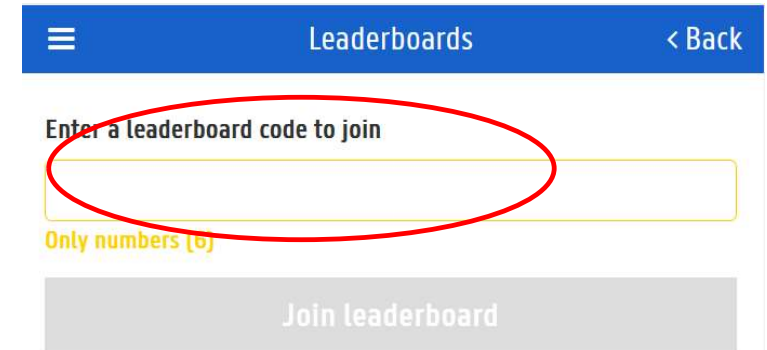 Leaderboards < Back
Enter a leaderboard code to join
Only numbers (6)
Join leaderboard